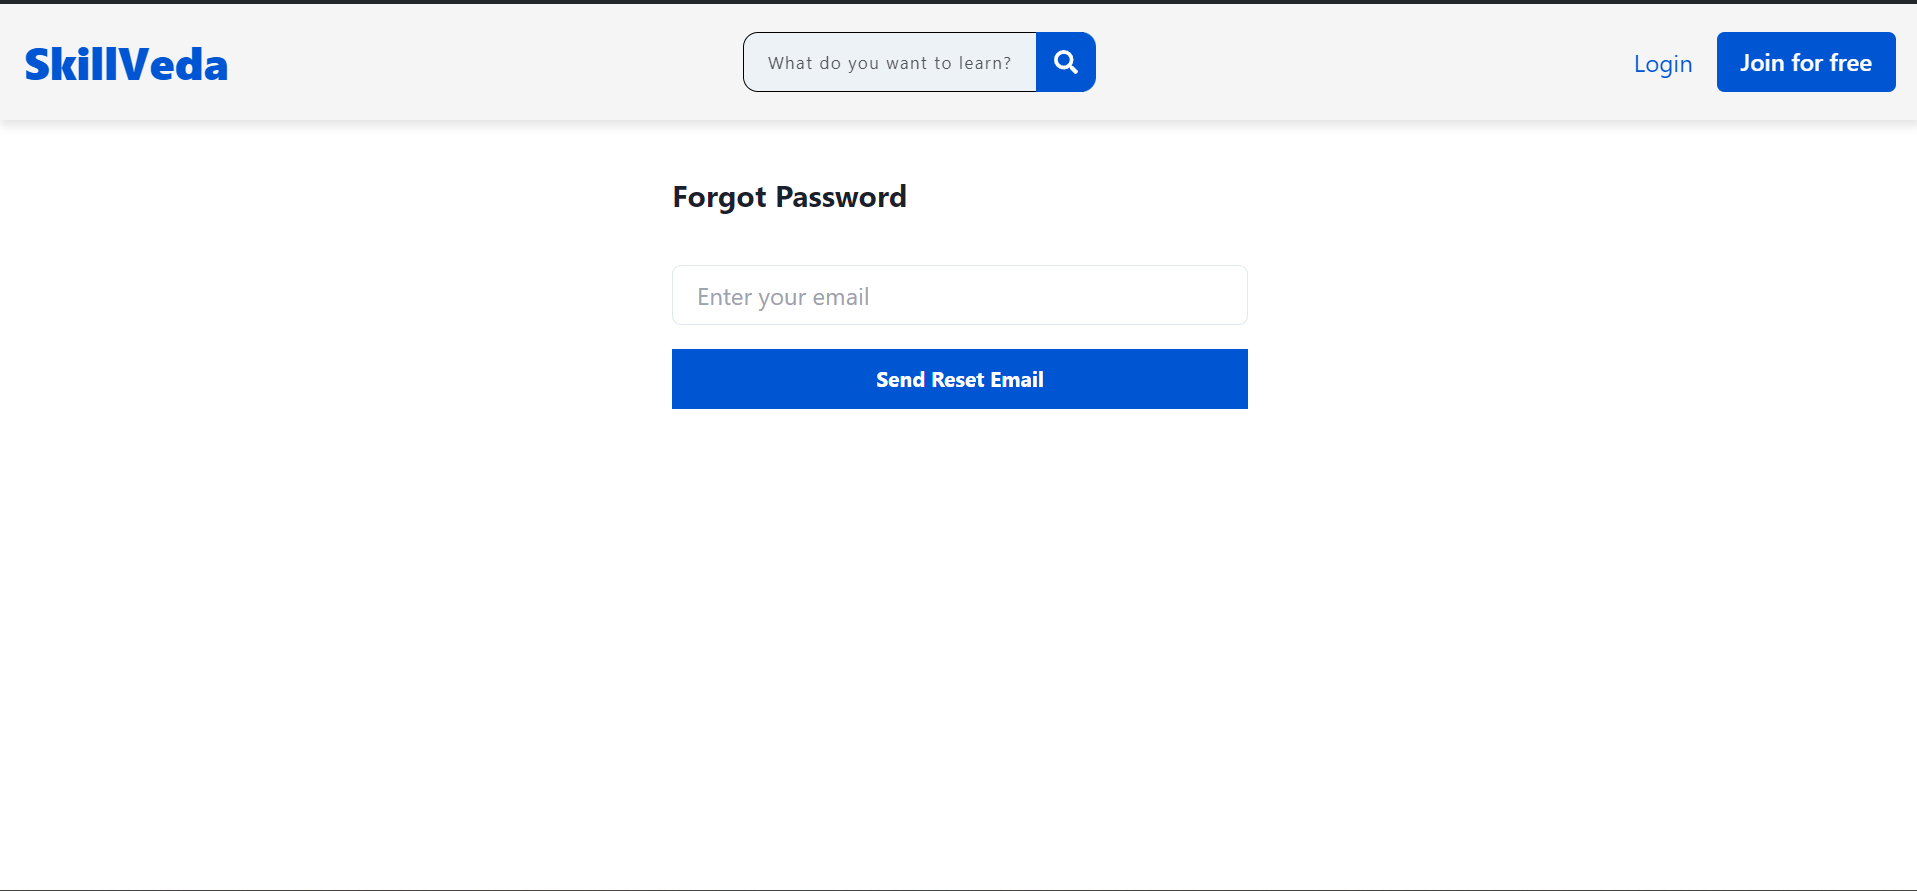 SkillVeda
What do you want to learn?
Login
Join for free
Forgot Password
Enter your email
Send Reset Email